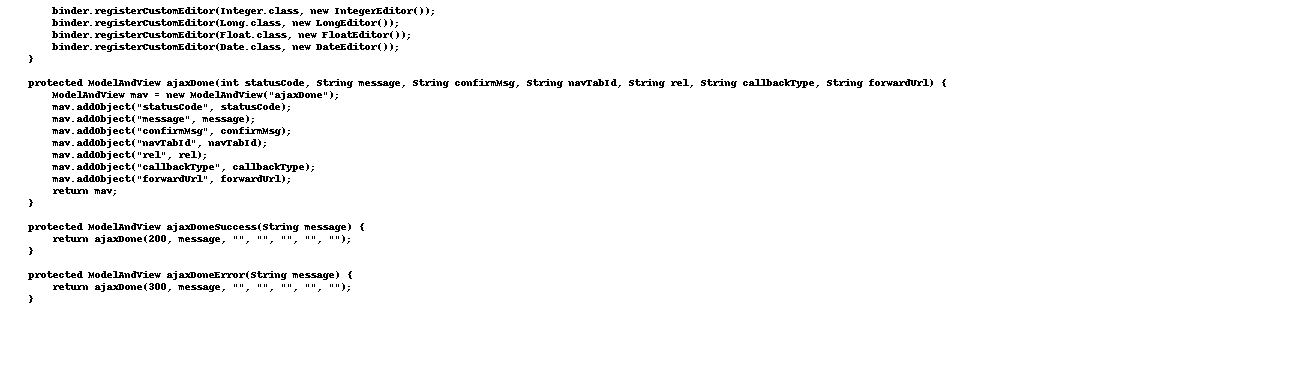 binder.registerCustomEditor(Integer.class, new IntegerEditor());
binder.registerCustomEditor(Long.class, new LongEditor());
binder.registerCustomEditor(Float.class, new FloatEditor());
binder.registerCustomEditor(Date.class, new DateEditor());
}
protected ModelAndView ajaxDone(int statusCode, String message, String confirmMsg, String navTabId, String rel, String callbackType, String forwardUrl) {
ModelAndView mav = new ModelAndView("ajaxDone");
mav.addObject("statusCode", statusCode);
mav.addObject("message", message);
mav.addObject("confirmMsg", confirmMsg);
mav.addObject("navTabId", navTabId);
mav.addObject("rel", rel);
mav.addObject("callbackType", callbackType);
mav.addObject("forwardUrl", forwardUrl);
return mav;
}
protected ModelAndView ajaxDoneSuccess(String message) {
return ajaxDone(200, message, "", "", "", "", "");
}
protected ModelAndView ajaxDoneError(String message) {
return ajaxDone(300, message, "", "", "", "", "");
}